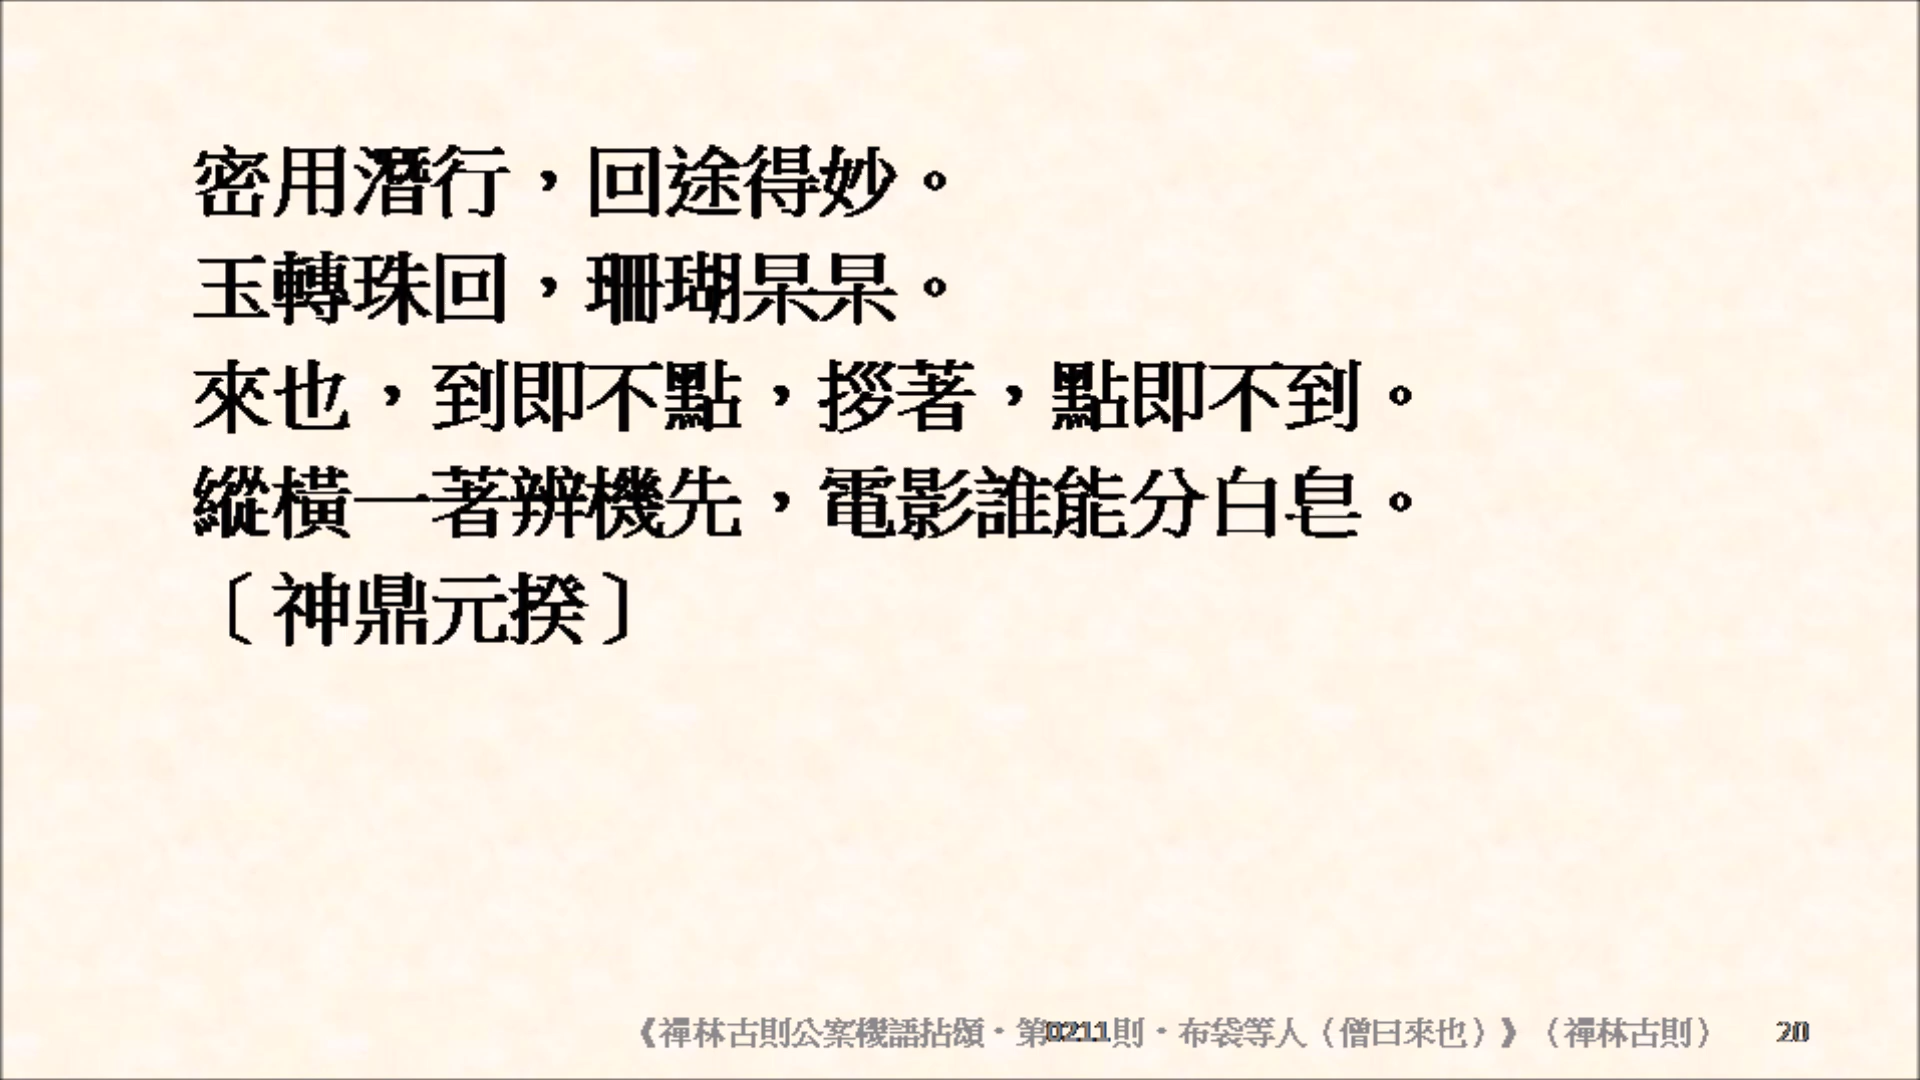 密用潛行，回途得妙。
玉轉珠回，珊瑚杲杲。
來也，到即不點，拶著，點即不到。
縱橫一著辨機先，電影誰能分白皂。
〔神鼎元揆〕
《禪林古則公案機語拈頌・第0211則・布袋等人（僧曰來也）》（禪林古則） 20